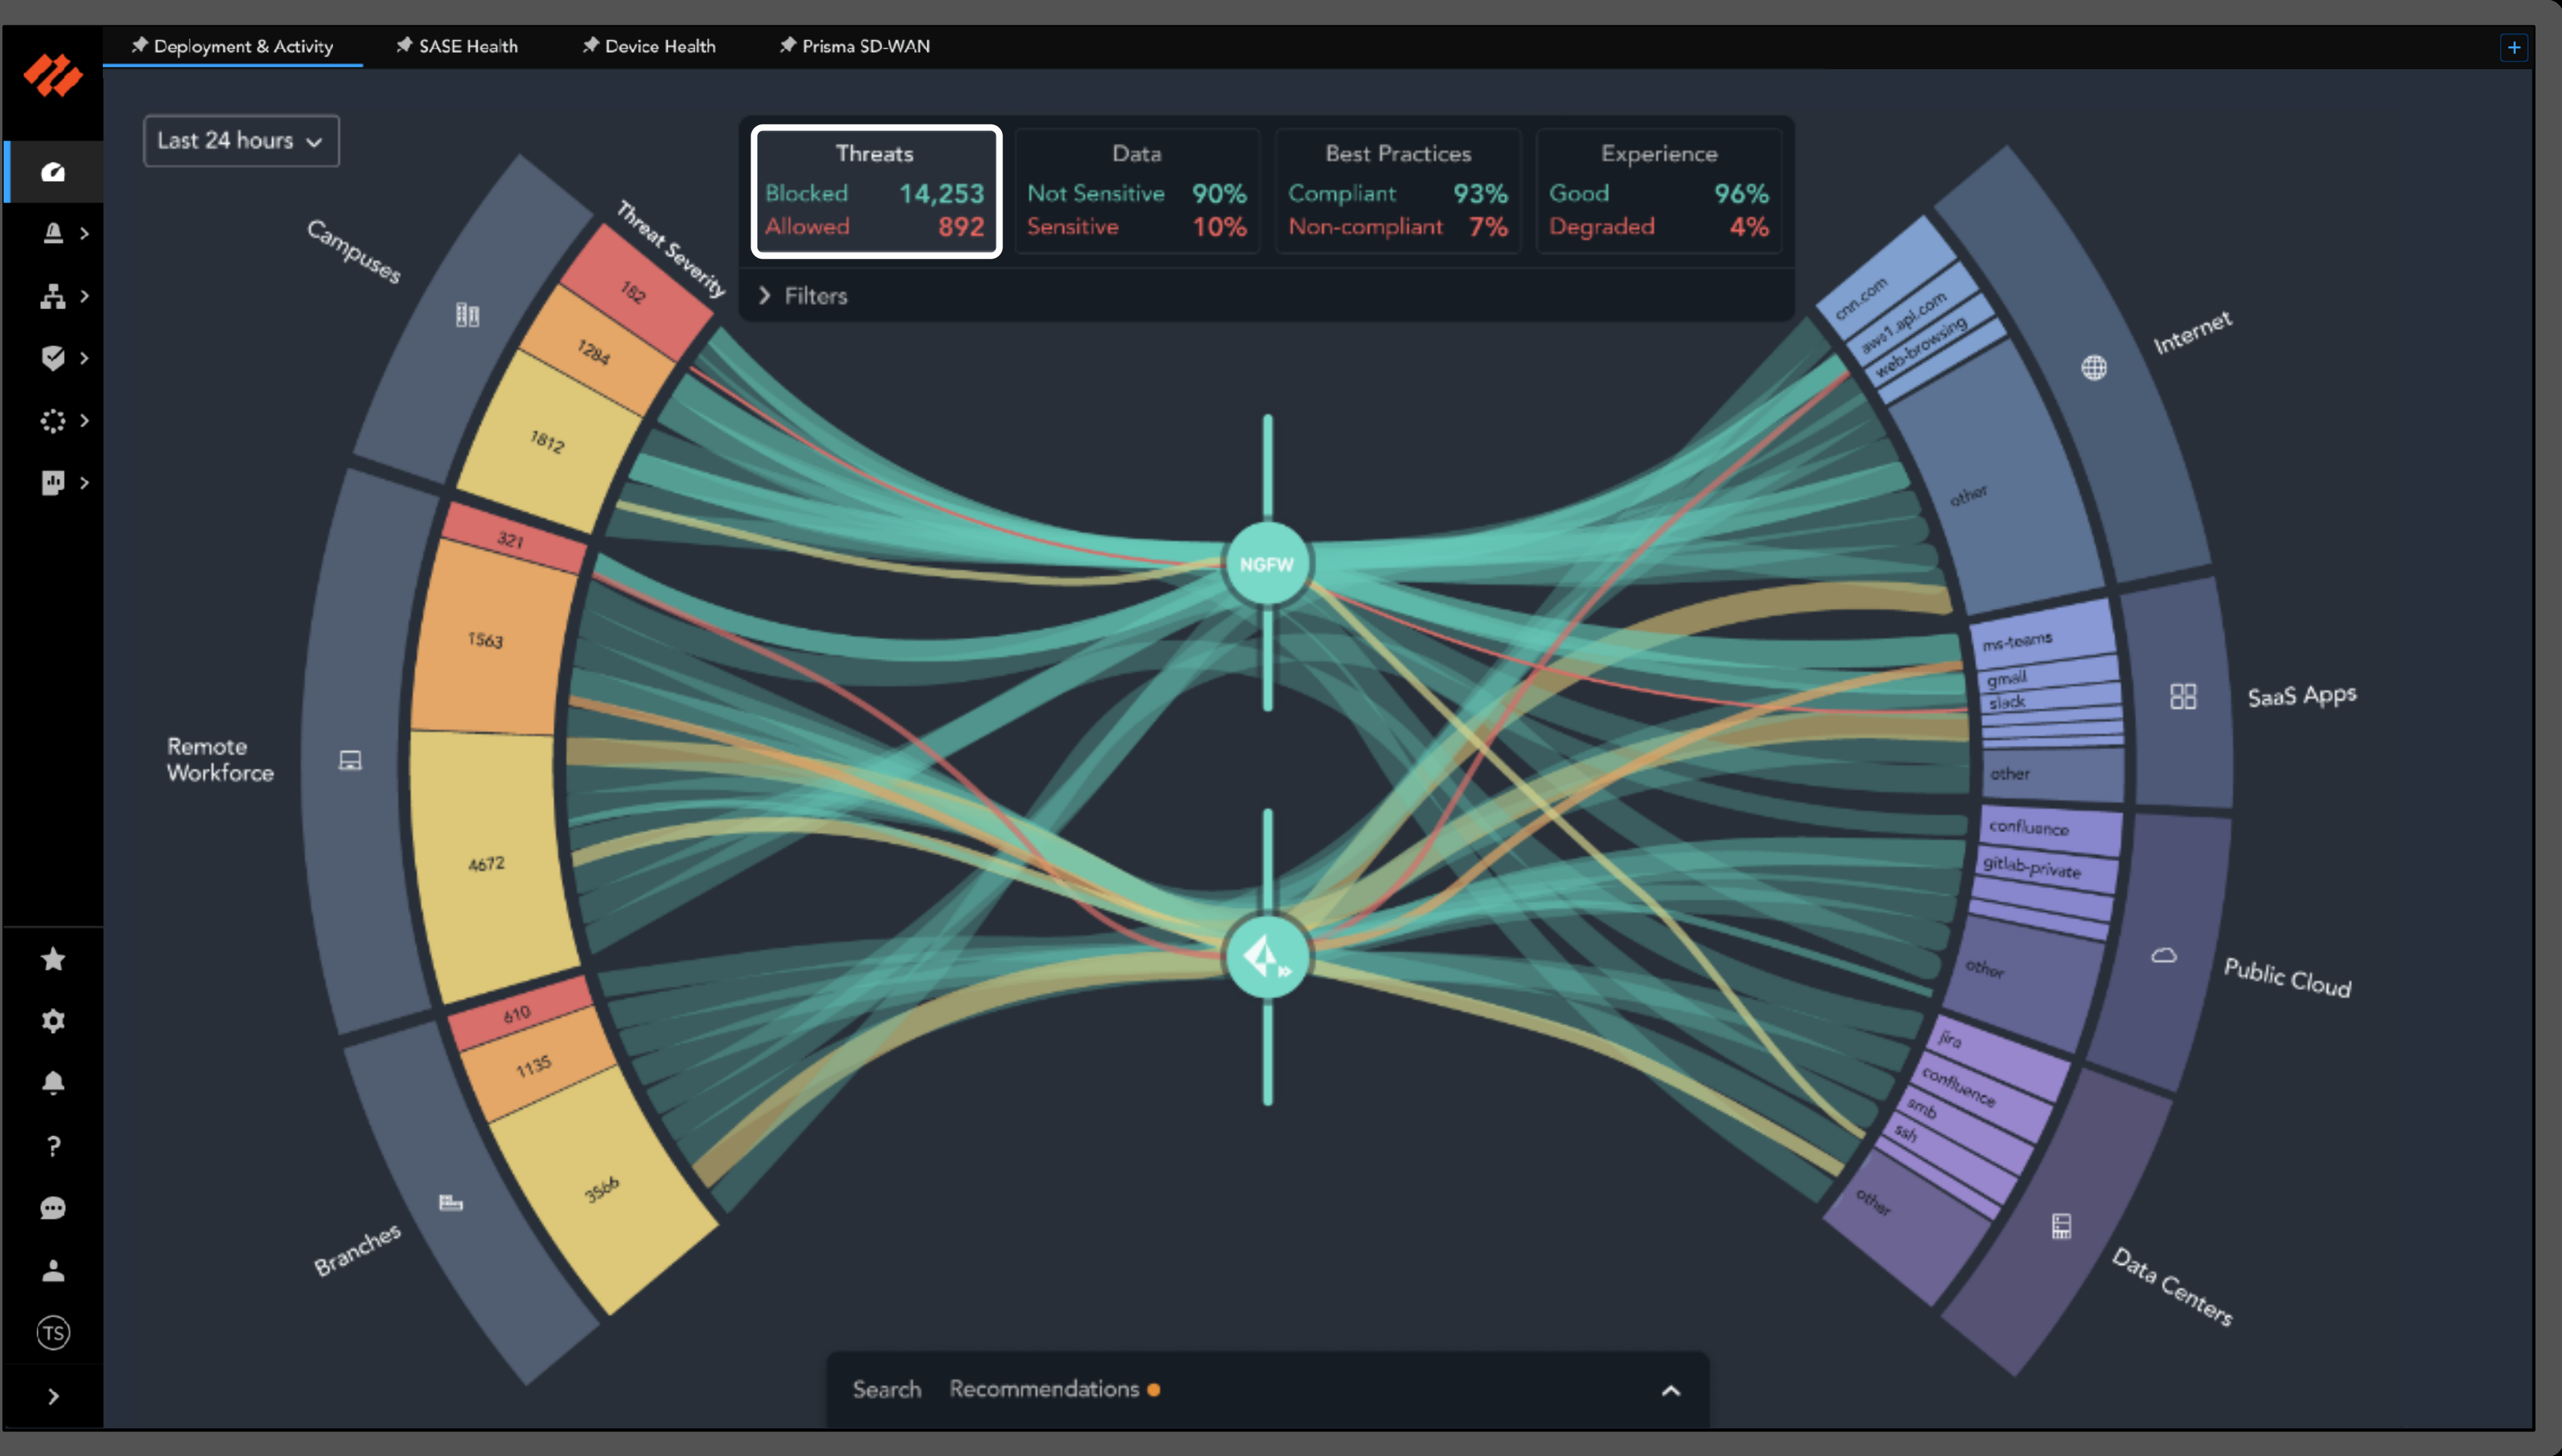 Deployment & Activity
SASE Health
Device Health
Prisma SD-WAN
Last 24 hours
Threats
Blocked 14,253
Allowed 892
Data
Not Sensitive 90%
Sensitive 10%
Best Practices
Compliant 93%
Non-compliant 7%
Experience
Good 96%
Degraded 4%
Filters
Threat Severity
Campuses
182
1284
1812
Remote
Workforce
321
1563
4672
Branches
610
1135
3566
NGFW
cnn.com
aws1.api.com
web-browsing
other
Internet
ms-teams
gmail
slack
other
SaaS Apps
confluence
gitlab-private
other
Public Cloud
jira
confluence
smb
ssh
other
Data Centers
TS
Search Recommendations